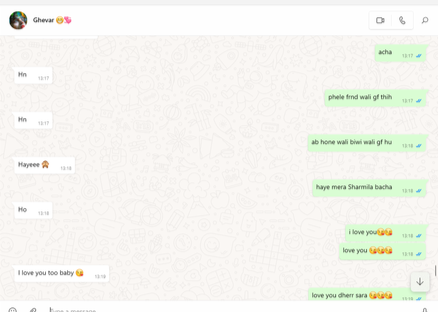 Ghevar 😊💘
acha
13:17
Hn
13:17
phele frnd wali gf thih
13:17
Hn
13:17
ab hone wali biwi wali gf hu
13:18
Hayeee 🙈
13:18
haye mera Sharmila bacha
13:18
Ho
13:18
i love you😘😘
13:18
love you 😘😘😘
13:18
I love you too baby 😘
13:18
love you dherr sara 😘😘😘
13:19
Type a message